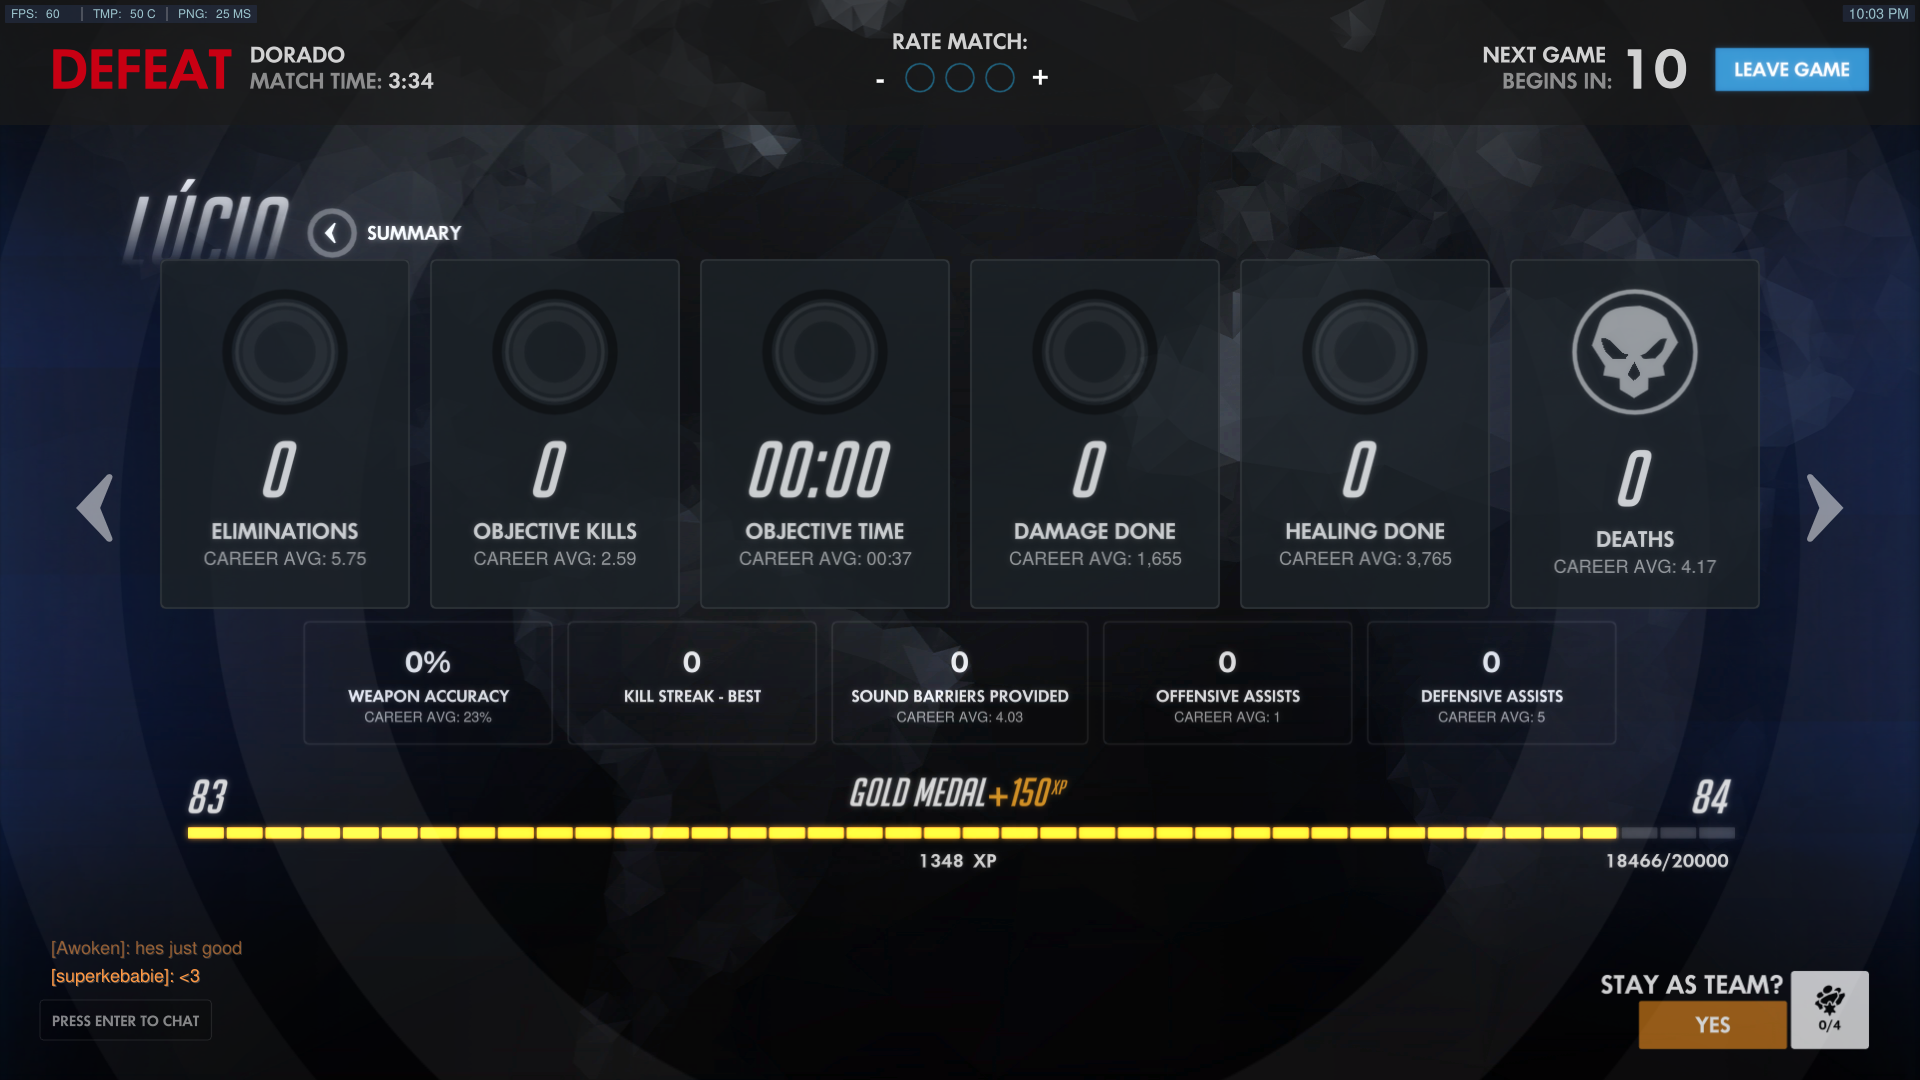 FPS: 60 | TMP: 50 C | PNG: 25 MS
10:03 PM
DEFEAT
DORADO
MATCH TIME: 3:34
RATE MATCH:
- +
NEXT GAME
BEGINS IN: 10
LEAVE GAME
LÚCIO
SUMMARY
0
ELIMINATIONS
CAREER AVG: 5.75
0
OBJECTIVE KILLS
CAREER AVG: 2.59
00:00
OBJECTIVE TIME
CAREER AVG: 00:37
0
DAMAGE DONE
CAREER AVG: 1,655
0
HEALING DONE
CAREER AVG: 3,765
0
DEATHS
CAREER AVG: 4.17
0%
WEAPON ACCURACY
CAREER AVG: 23%
0
KILL STREAK - BEST
0
SOUND BARRIERS PROVIDED
CAREER AVG: 4.03
0
OFFENSIVE ASSISTS
CAREER AVG: 1
0
DEFENSIVE ASSISTS
CAREER AVG: 5
83
GOLD MEDAL +150 XP
84
1348 XP
18466/20000
[Awoken]: hes just good
[superkebabie]: <3
PRESS ENTER TO CHAT
STAY AS TEAM?
YES
0/4